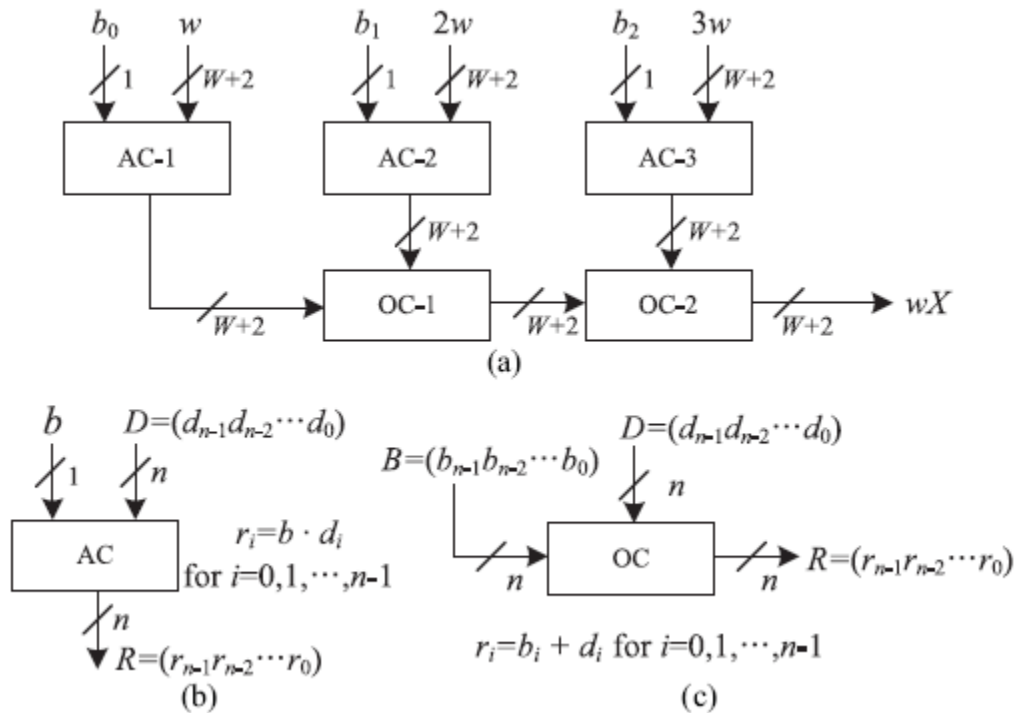 b₀ w b₁ 2w b₂ 3w
1 W+2 1 W+2 1 W+2
AC-1 AC-2 AC-3
W+2 W+2
OC-1 OC-2 wX
W+2 W+2 W+2
(a)
b D=(dₙ₋₁dₙ₋₂⋯d₀) D=(dₙ₋₁dₙ₋₂⋯d₀)
B=(bₙ₋₁bₙ₋₂⋯b₀)
1 n n
AC rᵢ=b · dᵢ OC R=(rₙ₋₁rₙ₋₂⋯r₀)
for i=0,1,⋯,n-1 n n
n
R=(rₙ₋₁rₙ₋₂⋯r₀) rᵢ=bᵢ + dᵢ for i=0,1,⋯,n-1
(b) (c)